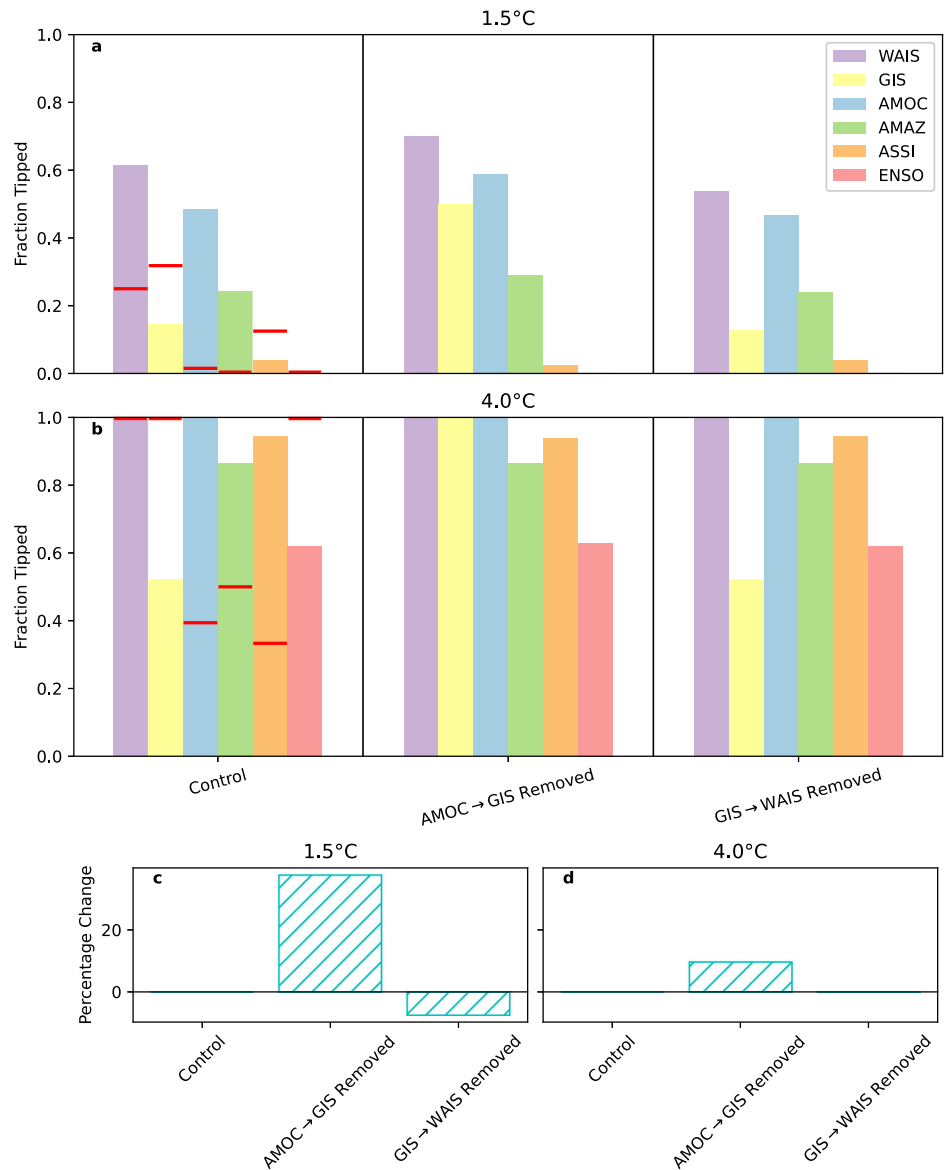 1.5°C
a
1.0
0.8
0.6
0.4
0.2
0.0
Fraction Tipped
WAIS
GIS
AMOC
AMAZ
ASSI
ENSO
4.0°C
b
1.0
0.8
0.6
0.4
0.2
0.0
Fraction Tipped
Control
AMOC→GIS Removed
GIS→WAIS Removed
1.5°C
c
20
0
Percentage Change
Control
AMOC→GIS Removed
GIS→WAIS Removed
4.0°C
d
Control
AMOC→GIS Removed
GIS→WAIS Removed